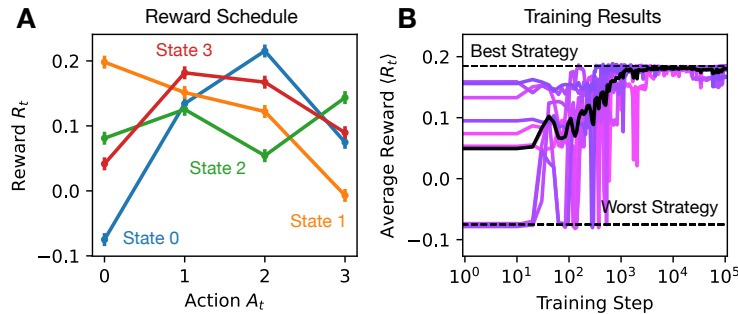 A
Reward Schedule
Reward R_t
0.2
0.1
0.0
−0.1
State 3
State 2
State 1
State 0
0 1 2 3
Action A_t
B
Training Results
Average Reward ⟨R_t⟩
0.2
0.1
0.0
−0.1
Best Strategy
Worst Strategy
10^0 10^1 10^2 10^3 10^4 10^5
Training Step